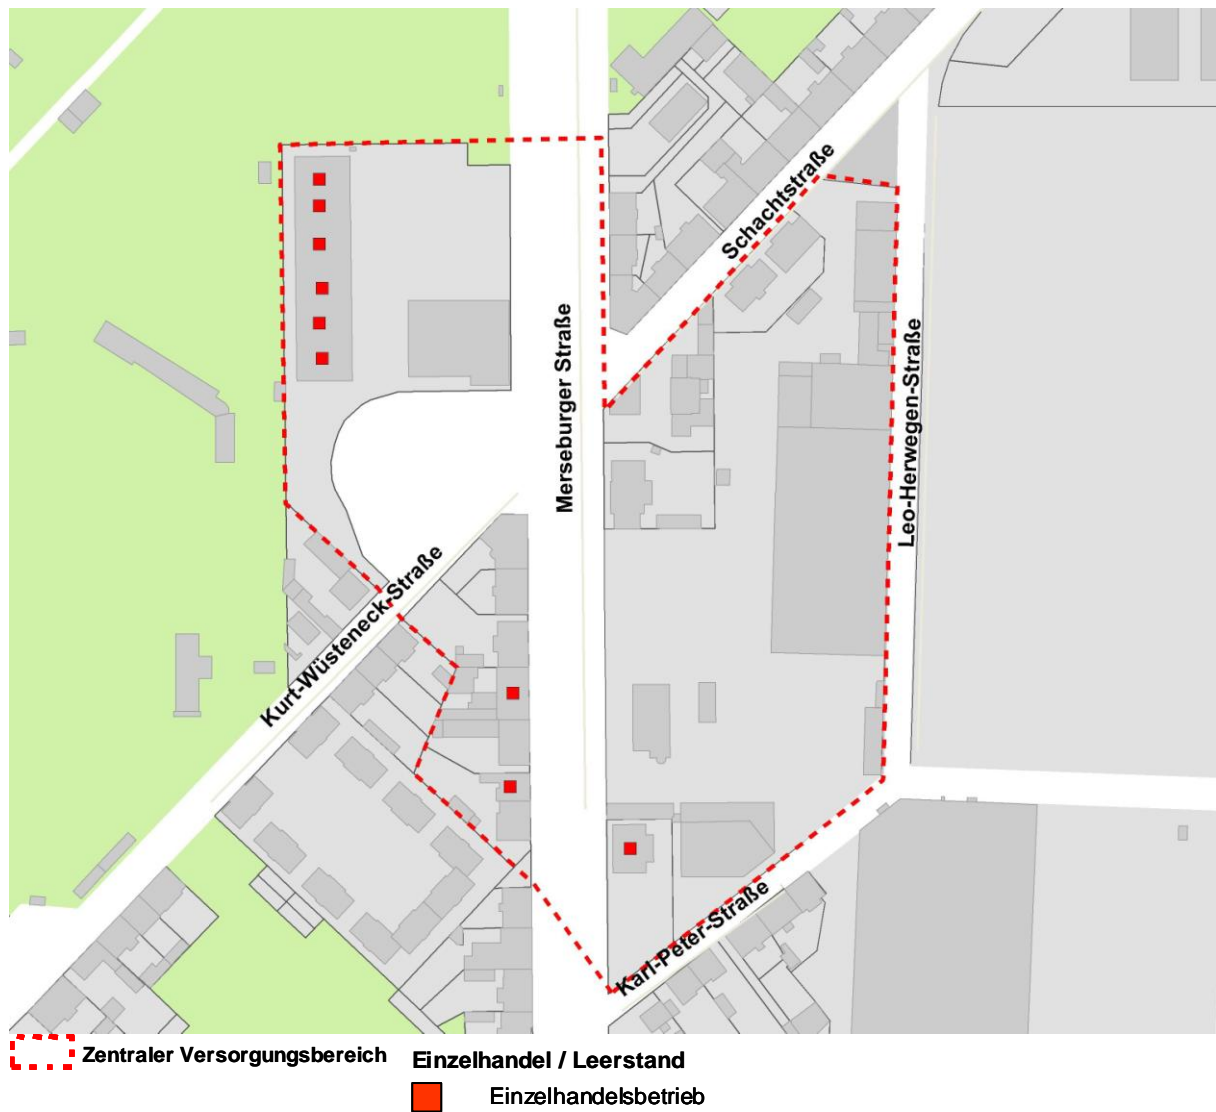 Schachtstraße
Merseburger Straße
Leo-Herwegen-Straße
Kurt-Wüsteneck-Straße
Karl-Peter-Straße
Zentraler Versorgungsbereich
Einzelhandel / Leerstand
Einzelhandelsbetrieb